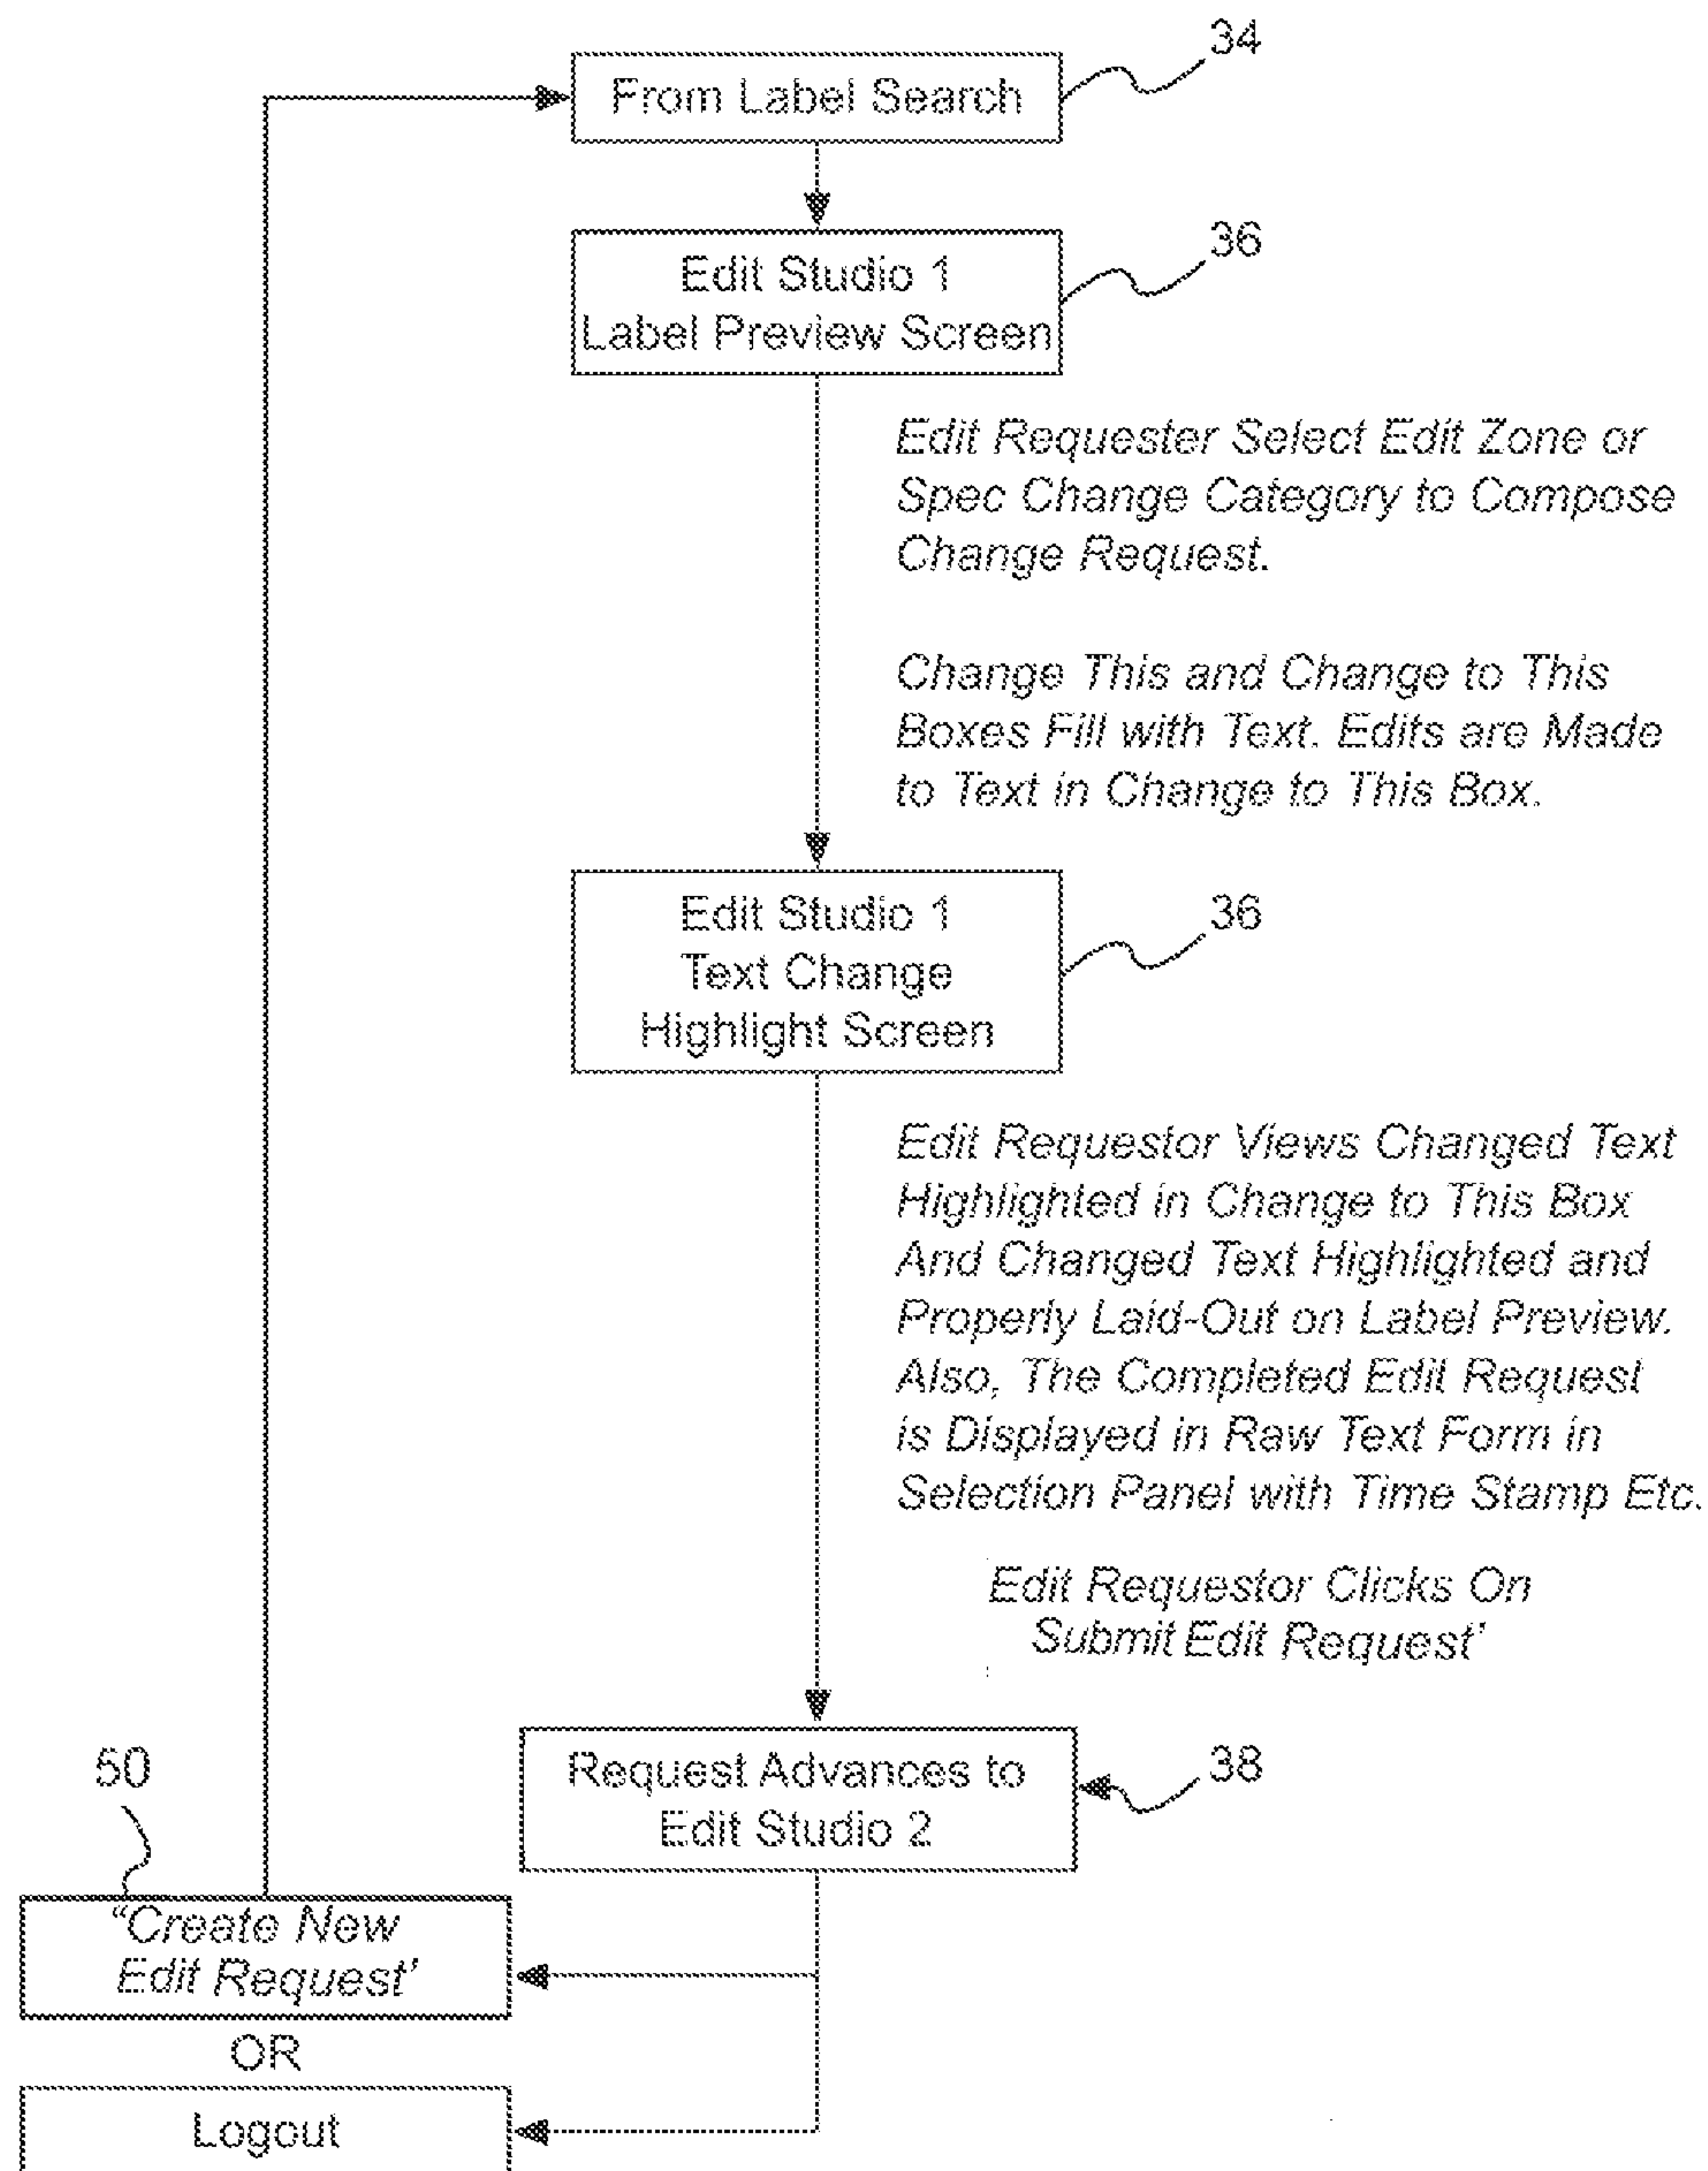 34
From Label Search
36
Edit Studio 1
Label Preview Screen
Edit Requester Select Edit Zone or
Spec Change Category to Compose
Change Request.
Change This and Change to This
Boxes Fill with Text. Edits are Made
to Text in Change to This Box.
36
Edit Studio 1
Text Change
Highlight Screen
Edit Requestor Views Changed Text
Highlighted in Change to This Box
And Changed Text Highlighted and
Properly Laid-Out on Label Preview.
Also, The Completed Edit Request
is Displayed in Raw Text Form in
Selection Panel with Time Stamp Etc.
Edit Requestor Clicks On
Submit Edit Request'
38
Request Advances to
Edit Studio 2
50
“Create New
Edit Request'
OR
Logout